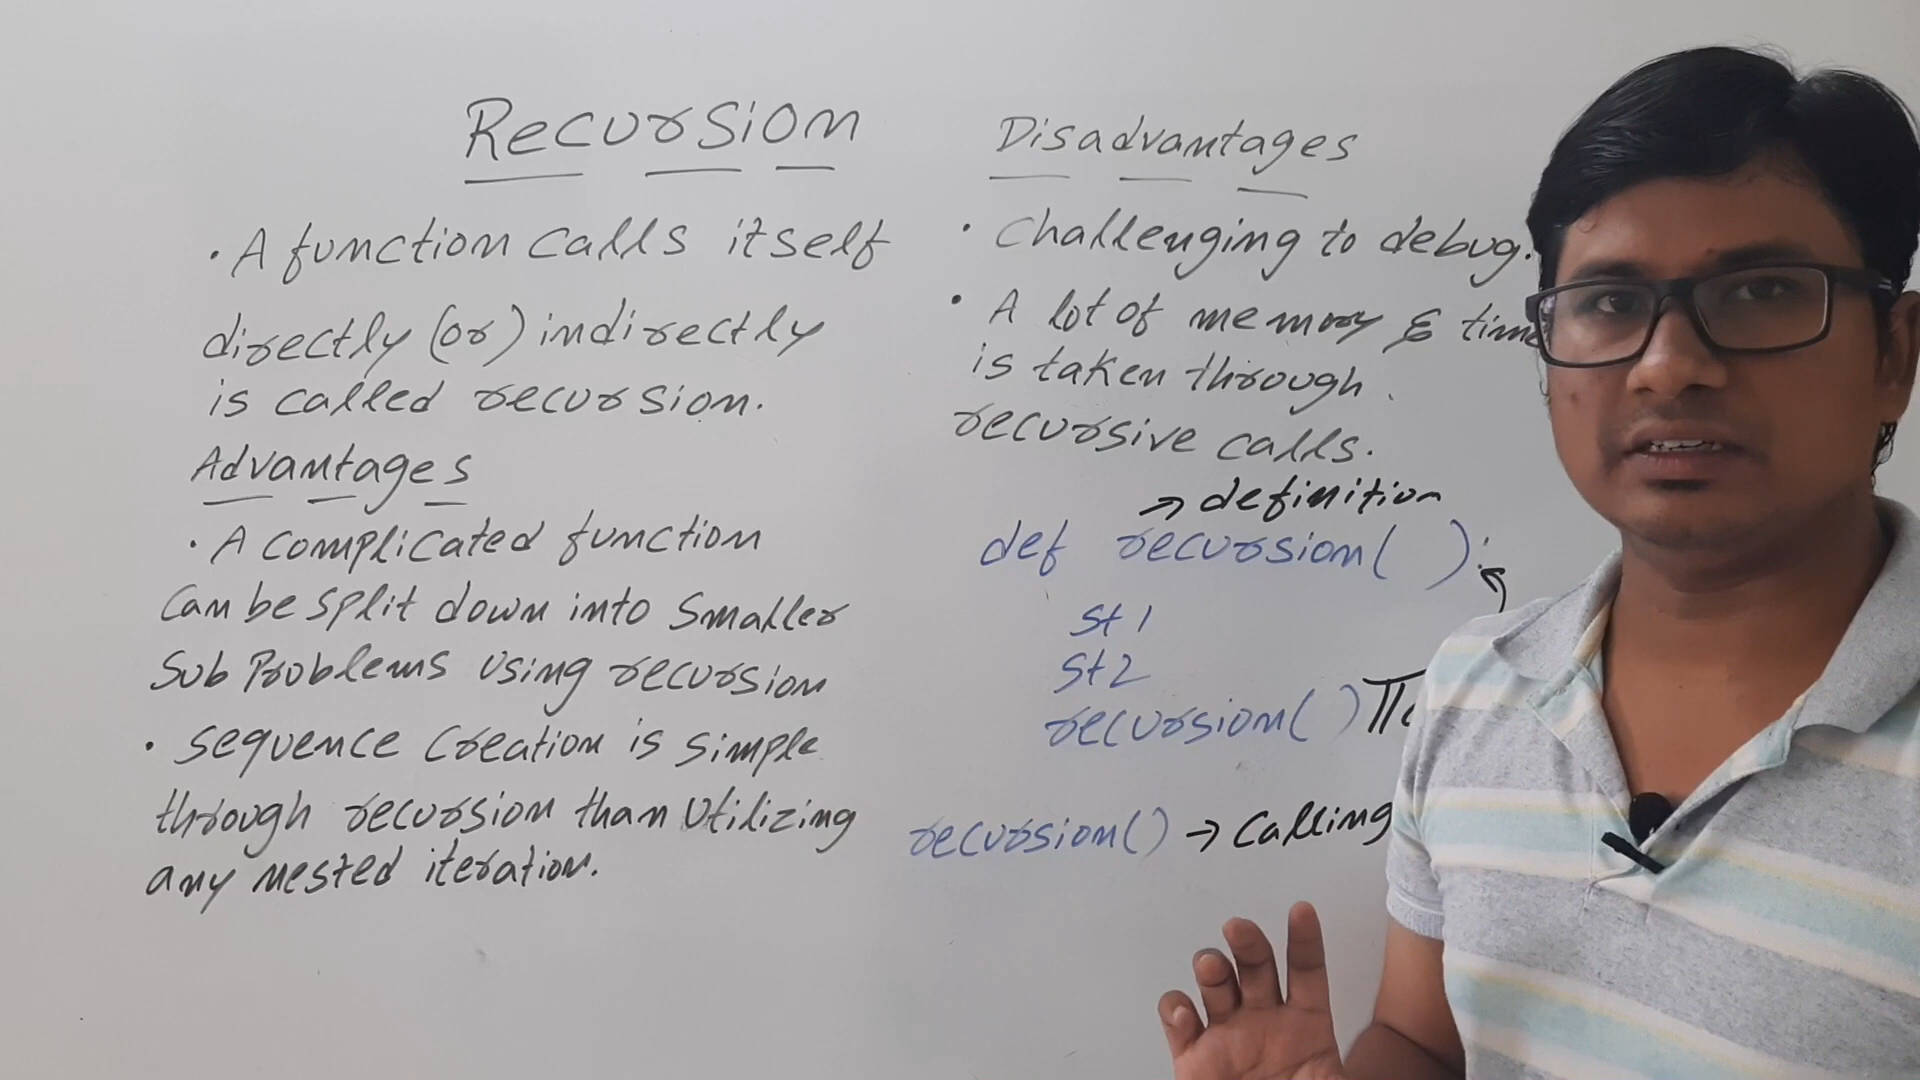 Recursion
• A function calls itself
directly (or) indirectly
is called recursion.
Advantages
• A complicated function
Can be split down into smaller
Sub Problems using recursion
• Sequence Creation is simple
through recursion than utilizing
any nested iteration.
Disadvantages
• Challenging to debug.
• A lot of memory & time
is taken through
recursive calls.
→ definition
def recursion( ):
st 1
st 2
recursion( )
recursion() → Calling